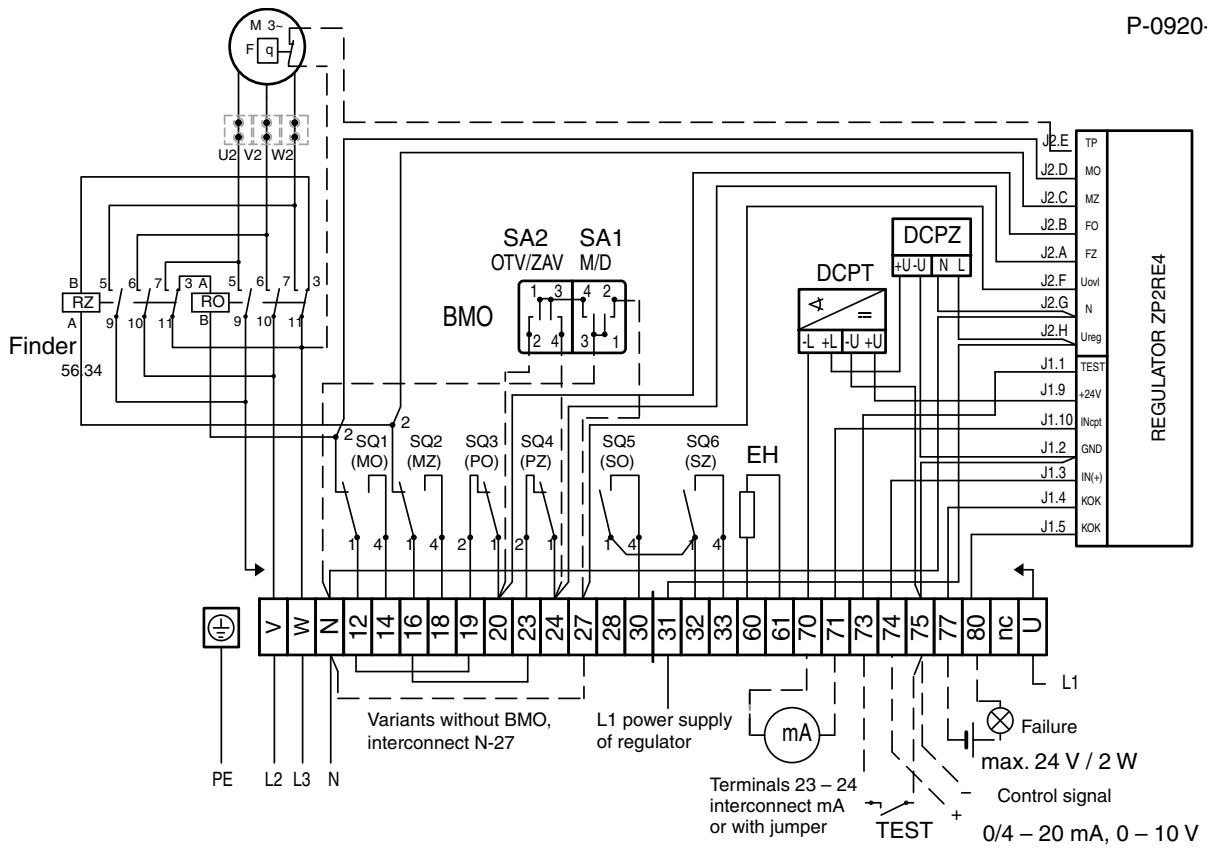 P-0920-
M 3~
F q
U2 V2 W2
B 5 6 7 3 A 5 6 7 3
RZ RO
A 9 10 11 B 9 10 11
Finder
56.34
SA2 SA1
OTV/ZAV M/D
BMO
1 3 4 2
2 4 3 1
DCPT
=
-L +L -U +U
DCPZ
+U -U N L
J2.E TP
J2.D MO
J2.C MZ
J2.B FO
J2.A FZ
J2.F Uovl
J2.G N
J2.H Ureg
J1.1 TEST
J1.9 +24V
J1.10 INcpt
J1.2 GND
J1.3 IN(+)
J1.4 KOK
J1.5 KOK
REGULATOR ZP2RE4
2 2
SQ1 SQ2 SQ3 SQ4 SQ5 SQ6 EH
(MO) (MZ) (PO) (PZ) (SO) (SZ)
1 4 1 4 2 1 2 1 1 4 1 4
V W N 12 14 16 18 19 20 23 24 27 28 30 31 32 33 60 61 70 71 73 74 75 77 80 nc U
L1
Variants without BMO,
interconnect N-27
L1 power supply
of regulator
mA
Failure
max. 24 V / 2 W
PE L2 L3 N
Terminals 23 – 24
interconnect mA
or with jumper
TEST
–
+
Control signal
0/4 – 20 mA, 0 – 10 V